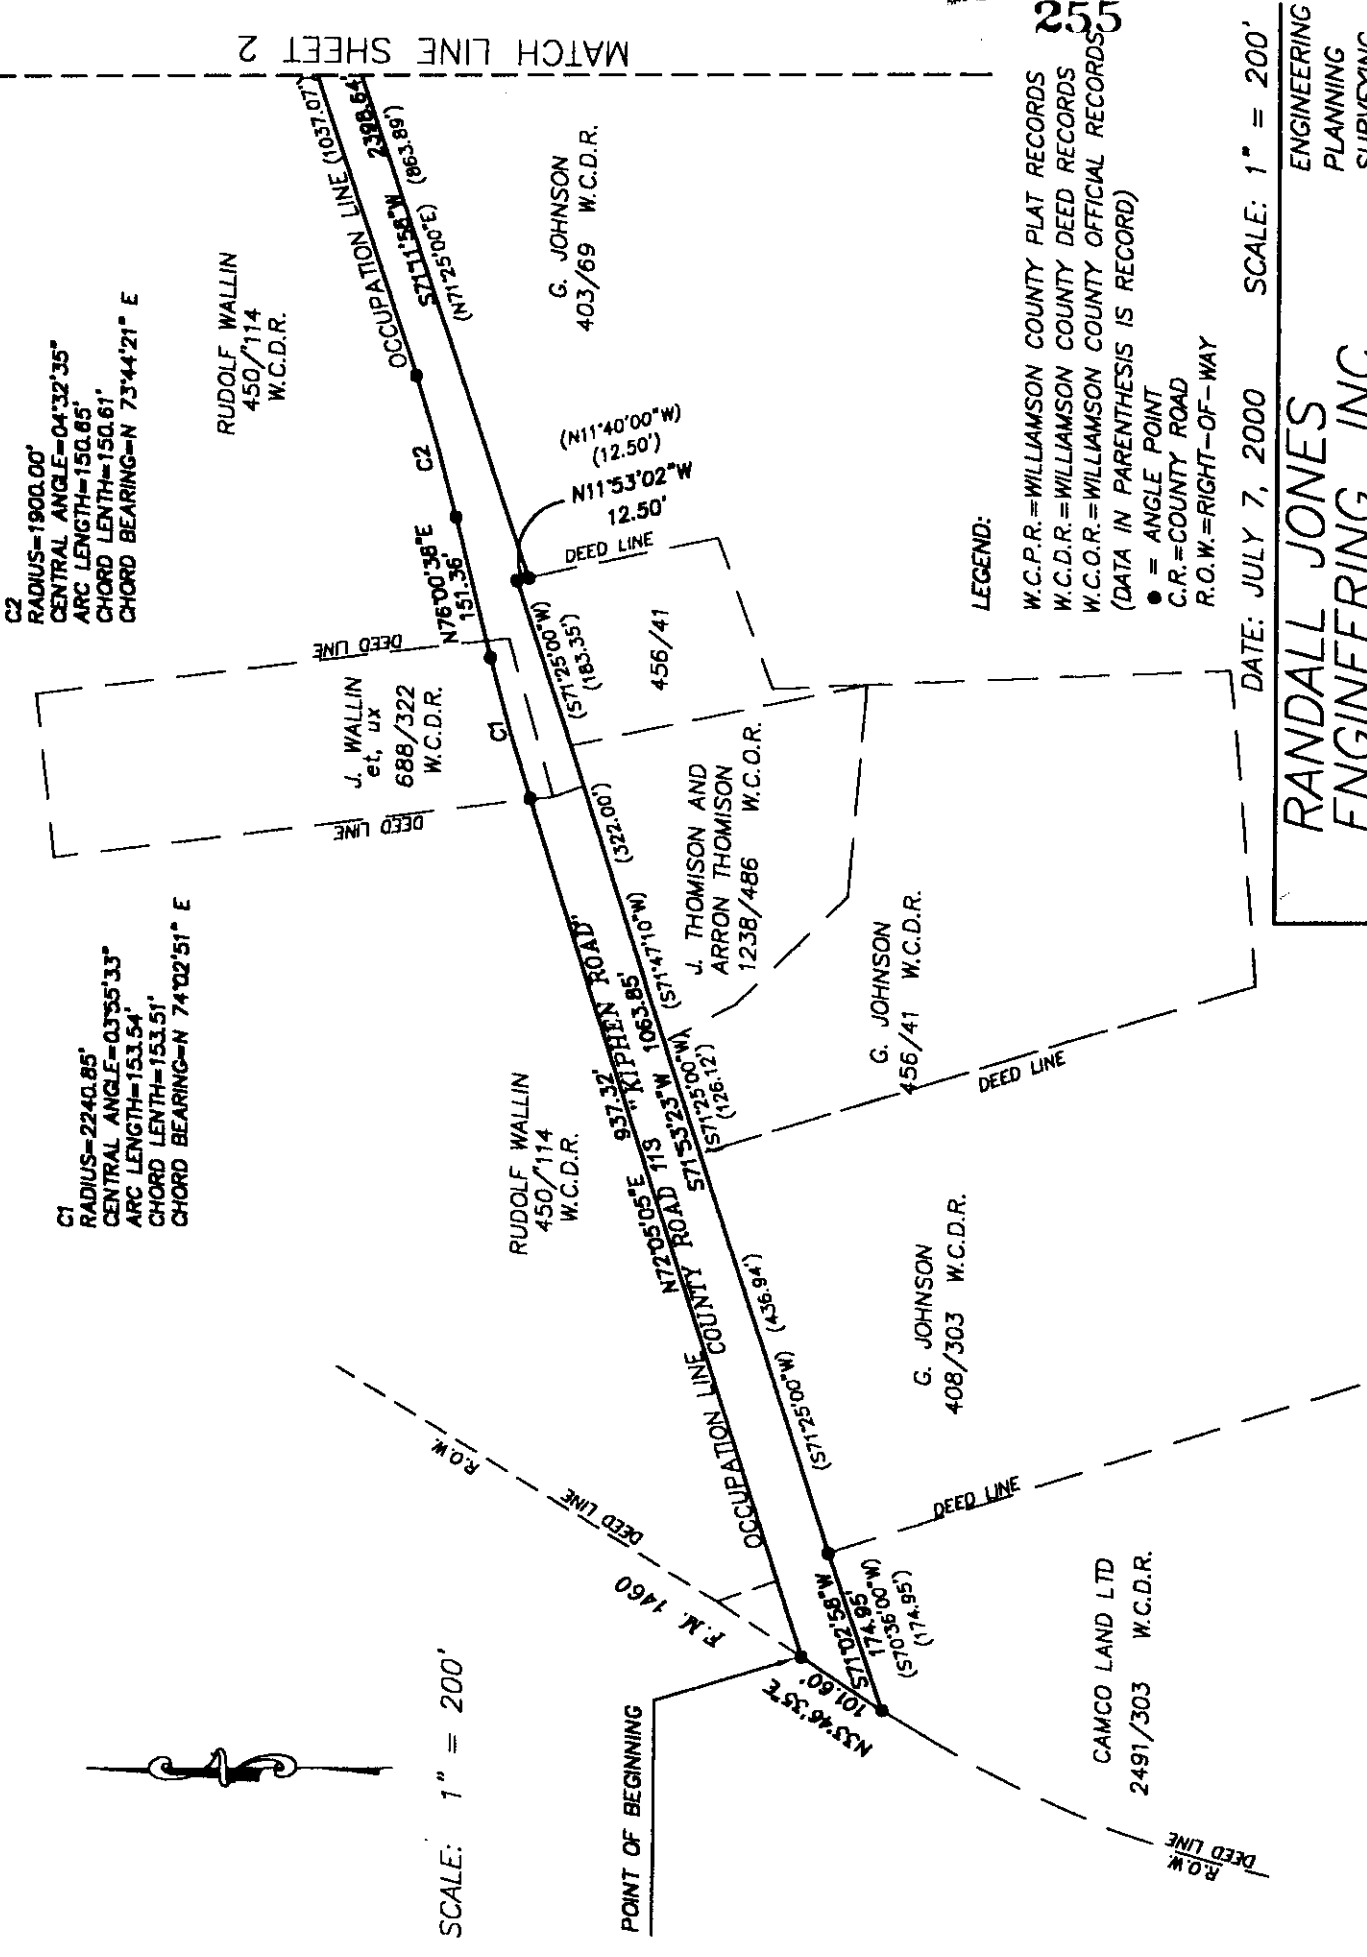 C2
RADIUS=1900.00'
CENTRAL ANGLE=04°32'35"
ARC LENGTH=150.85'
CHORD LENTH=150.61'
CHORD BEARING=N 73°44'21" E
C1
RADIUS=2240.85'
CENTRAL ANGLE=03°55'33"
ARC LENGTH=153.54'
CHORD LENTH=153.51'
CHORD BEARING=N 74°02'51" E
MATCH LINE SHEET 2
RUDOLF WALLIN
450/114
W.C.D.R.
J. WALLIN
et, ux
688/322
W.C.D.R.
DEED LINE
DEED LINE
RUDOLF WALLIN
450/114
W.C.D.R.
OCCUPATION LINE (1037.07')
S71°11'58"W 2398.64'
(N71°25'00"E) (863.89')
C2
N76°00'38"E
151.36'
C1
G. JOHNSON
403/69 W.C.D.R.
(N11°40'00"W)
(12.50')
N11°53'02"W
12.50'
DEED LINE
(S71°25'00"W)
(183.35')
456/41
(322.00')
J. THOMISON AND
ARRON THOMISON
1238/486 W.C.O.R.
N72°05'05"E 937.32'
COUNTY ROAD 118 "KIPHEN ROAD"
OCCUPATION LINE
S71°53'23"W 1063.85'
(S71°47'10"W)
(S71°25'00"W)
(126.12')
G. JOHNSON
456/41 W.C.D.R.
DEED LINE
(S71°25'00"W) (436.94')
G. JOHNSON
408/303 W.C.D.R.
DEED LINE
R.O.W.
DEED LINE
F.M. 1460
SCALE: 1" = 200'
POINT OF BEGINNING
N33°46'35"E
101.60'
S71°02'58"W
174.95'
(S70°36'00"W)
(174.95')
CAMCO LAND LTD
2491/303 W.C.D.R.
R.O.W.
DEED LINE
255
LEGEND:
W.C.P.R.=WILLIAMSON COUNTY PLAT RECORDS
W.C.D.R.=WILLIAMSON COUNTY DEED RECORDS
W.C.O.R.=WILLIAMSON COUNTY OFFICIAL RECORDS
(DATA IN PARENTHESIS IS RECORD)
● = ANGLE POINT
C.R.=COUNTY ROAD
R.O.W.=RIGHT-OF-WAY
DATE: JULY 7, 2000 SCALE: 1" = 200'
RANDALL JONES
ENGINEERING INC
ENGINEERING
PLANNING
SURVEYING